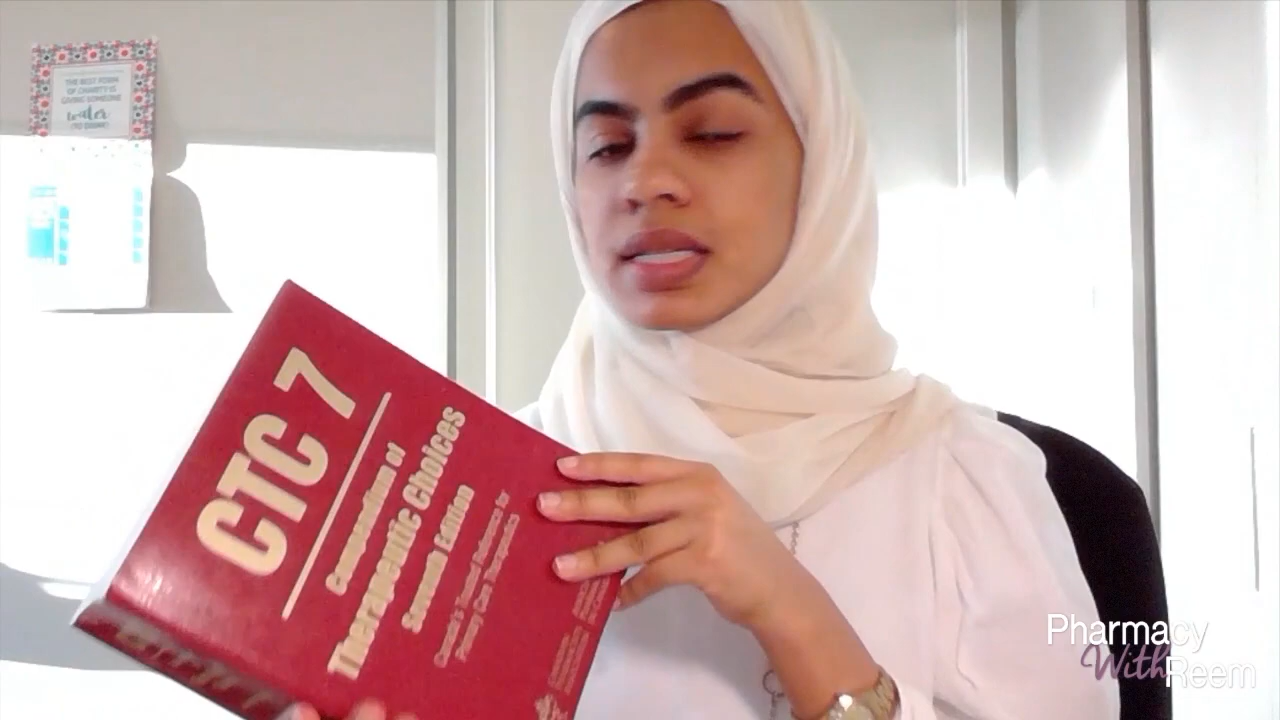 THE BEST FORM
OF CHARITY IS
GIVING SOMEONE
water
(TO DRINK)
CTC 7
Compendium of
Therapeutic Choices
Seventh Edition
Canada's Trusted Reference for
Primary Care Therapeutics
Pharmacy
With Reem